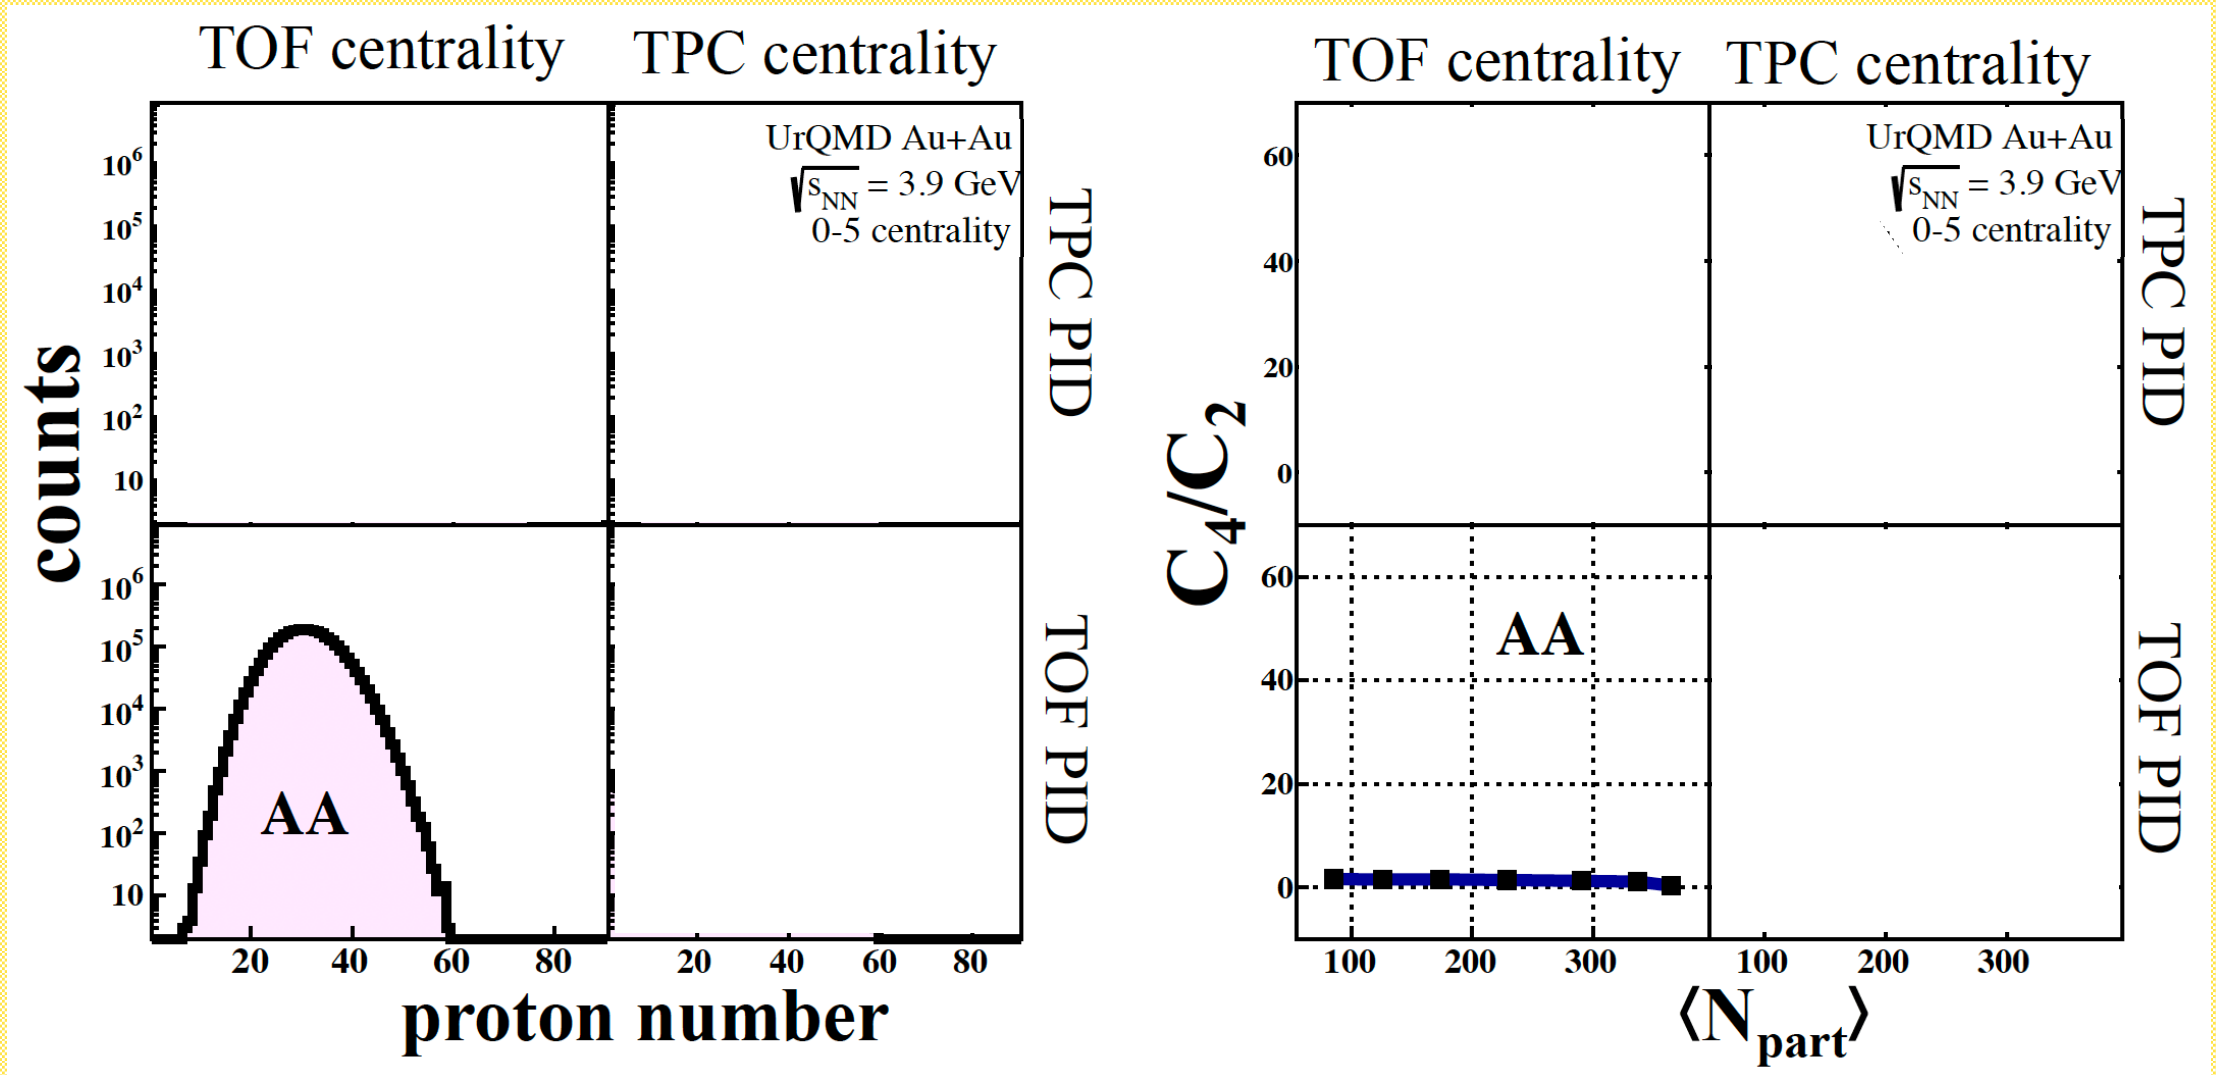 TOF centrality
TPC centrality
UrQMD Au+Au
√sNN = 3.9 GeV
0-5 centrality
TPC PID
TOF PID
counts
10⁶
10⁵
10⁴
10³
10²
10
10⁶
10⁵
10⁴
10³
10²
10
AA
20 40 60 80
20 40 60 80
proton number
TOF centrality
TPC centrality
UrQMD Au+Au
√sNN = 3.9 GeV
0-5 centrality
TPC PID
TOF PID
C₄/C₂
60
40
20
0
60
40
20
0
AA
100 200 300
100 200 300
⟨Npart⟩